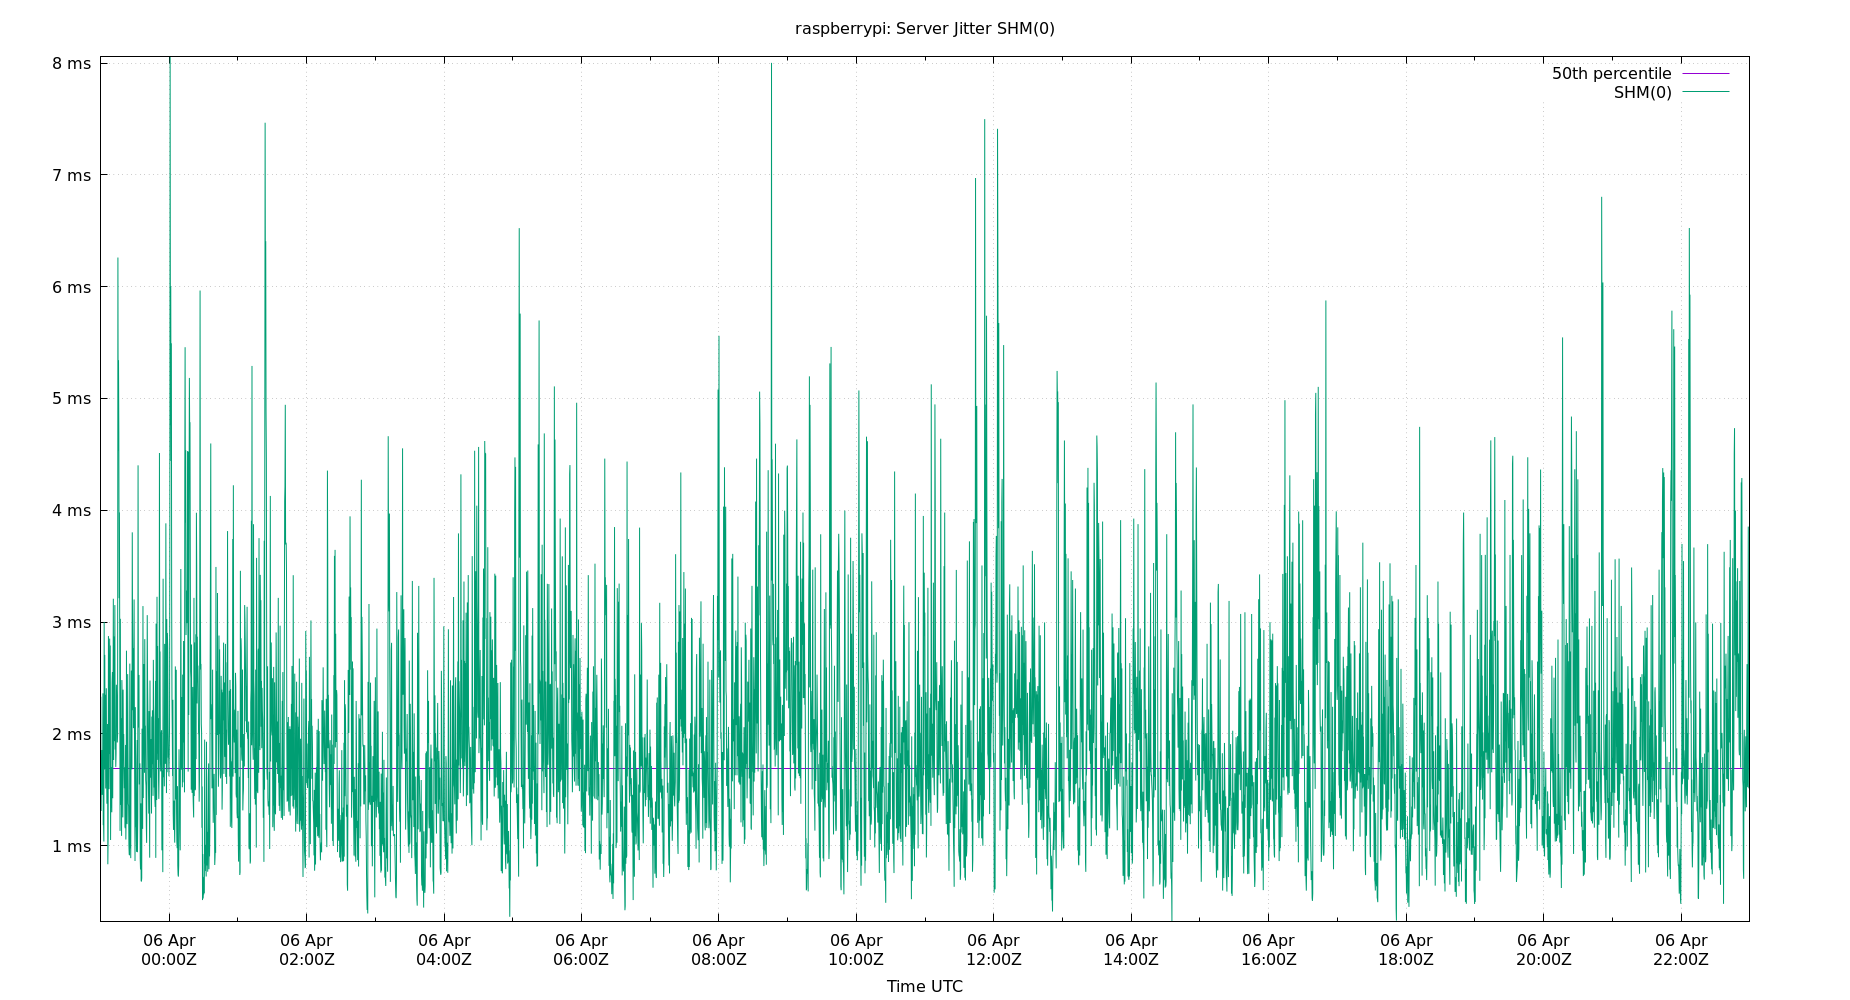 raspberrypi: Server Jitter SHM(0)
8 ms
7 ms
6 ms
5 ms
4 ms
3 ms
2 ms
1 ms
50th percentile
SHM(0)
06 Apr 06 Apr 06 Apr 06 Apr 06 Apr 06 Apr 06 Apr 06 Apr 06 Apr 06 Apr 06 Apr 06 Apr
00:00Z 02:00Z 04:00Z 06:00Z 08:00Z 10:00Z 12:00Z 14:00Z 16:00Z 18:00Z 20:00Z 22:00Z
Time UTC